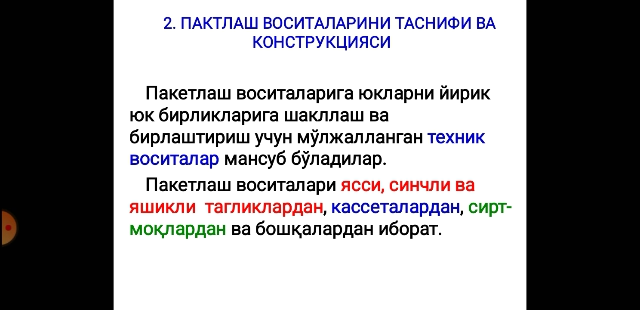 2. ПАКТЛАШ ВОСИТАЛАРИНИ ТАСНИФИ ВА
КОНСТРУКЦИЯСИ
Пакетлаш воситаларига юкларни йирик
юк бирликларига шакллаш ва
бирлаштириш учун мўлжалланган техник
воситалар мансуб бўладилар.
Пакетлаш воситалари ясси, синчли ва
яшикли тагликлардан, кассеталардан, сирт-
моқлардан ва бошқалардан иборат.